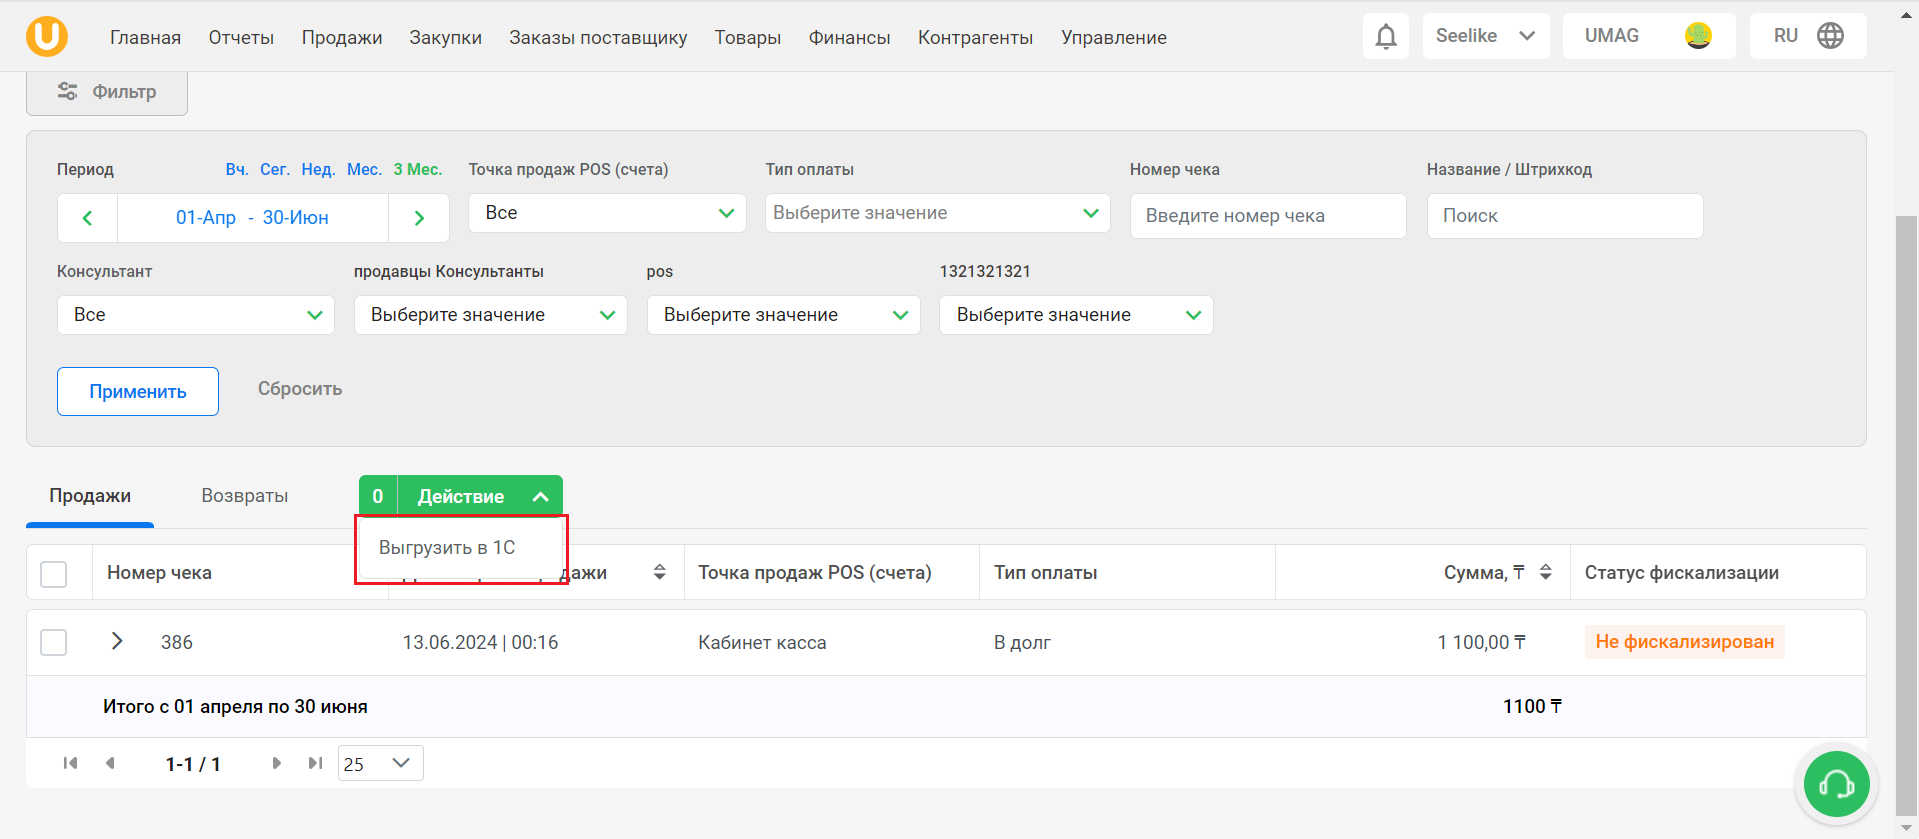 U Главная Отчеты Продажи Закупки Заказы поставщику Товары Финансы Контрагенты Управление Seelike UMAG RU
Фильтр
Период Вч. Сег. Нед. Мес. 3 Мес. Точка продаж POS (счета) Тип оплаты Номер чека Название / Штрихкод
01-Апр - 30-Июн Все Выберите значение Введите номер чека Поиск
Консультант продавцы Консультанты pos 1321321321
Все Выберите значение Выберите значение Выберите значение
Применить Сбросить
Продажи Возвраты 0 Действие
Выгрузить в 1С
Номер чека Точка продаж POS (счета) Тип оплаты Сумма, ₸ Статус фискализации
386 13.06.2024 | 00:16 Кабинет касса В долг 1 100,00 ₸ Не фискализирован
Итого с 01 апреля по 30 июня 1100 ₸
1-1 / 1 25